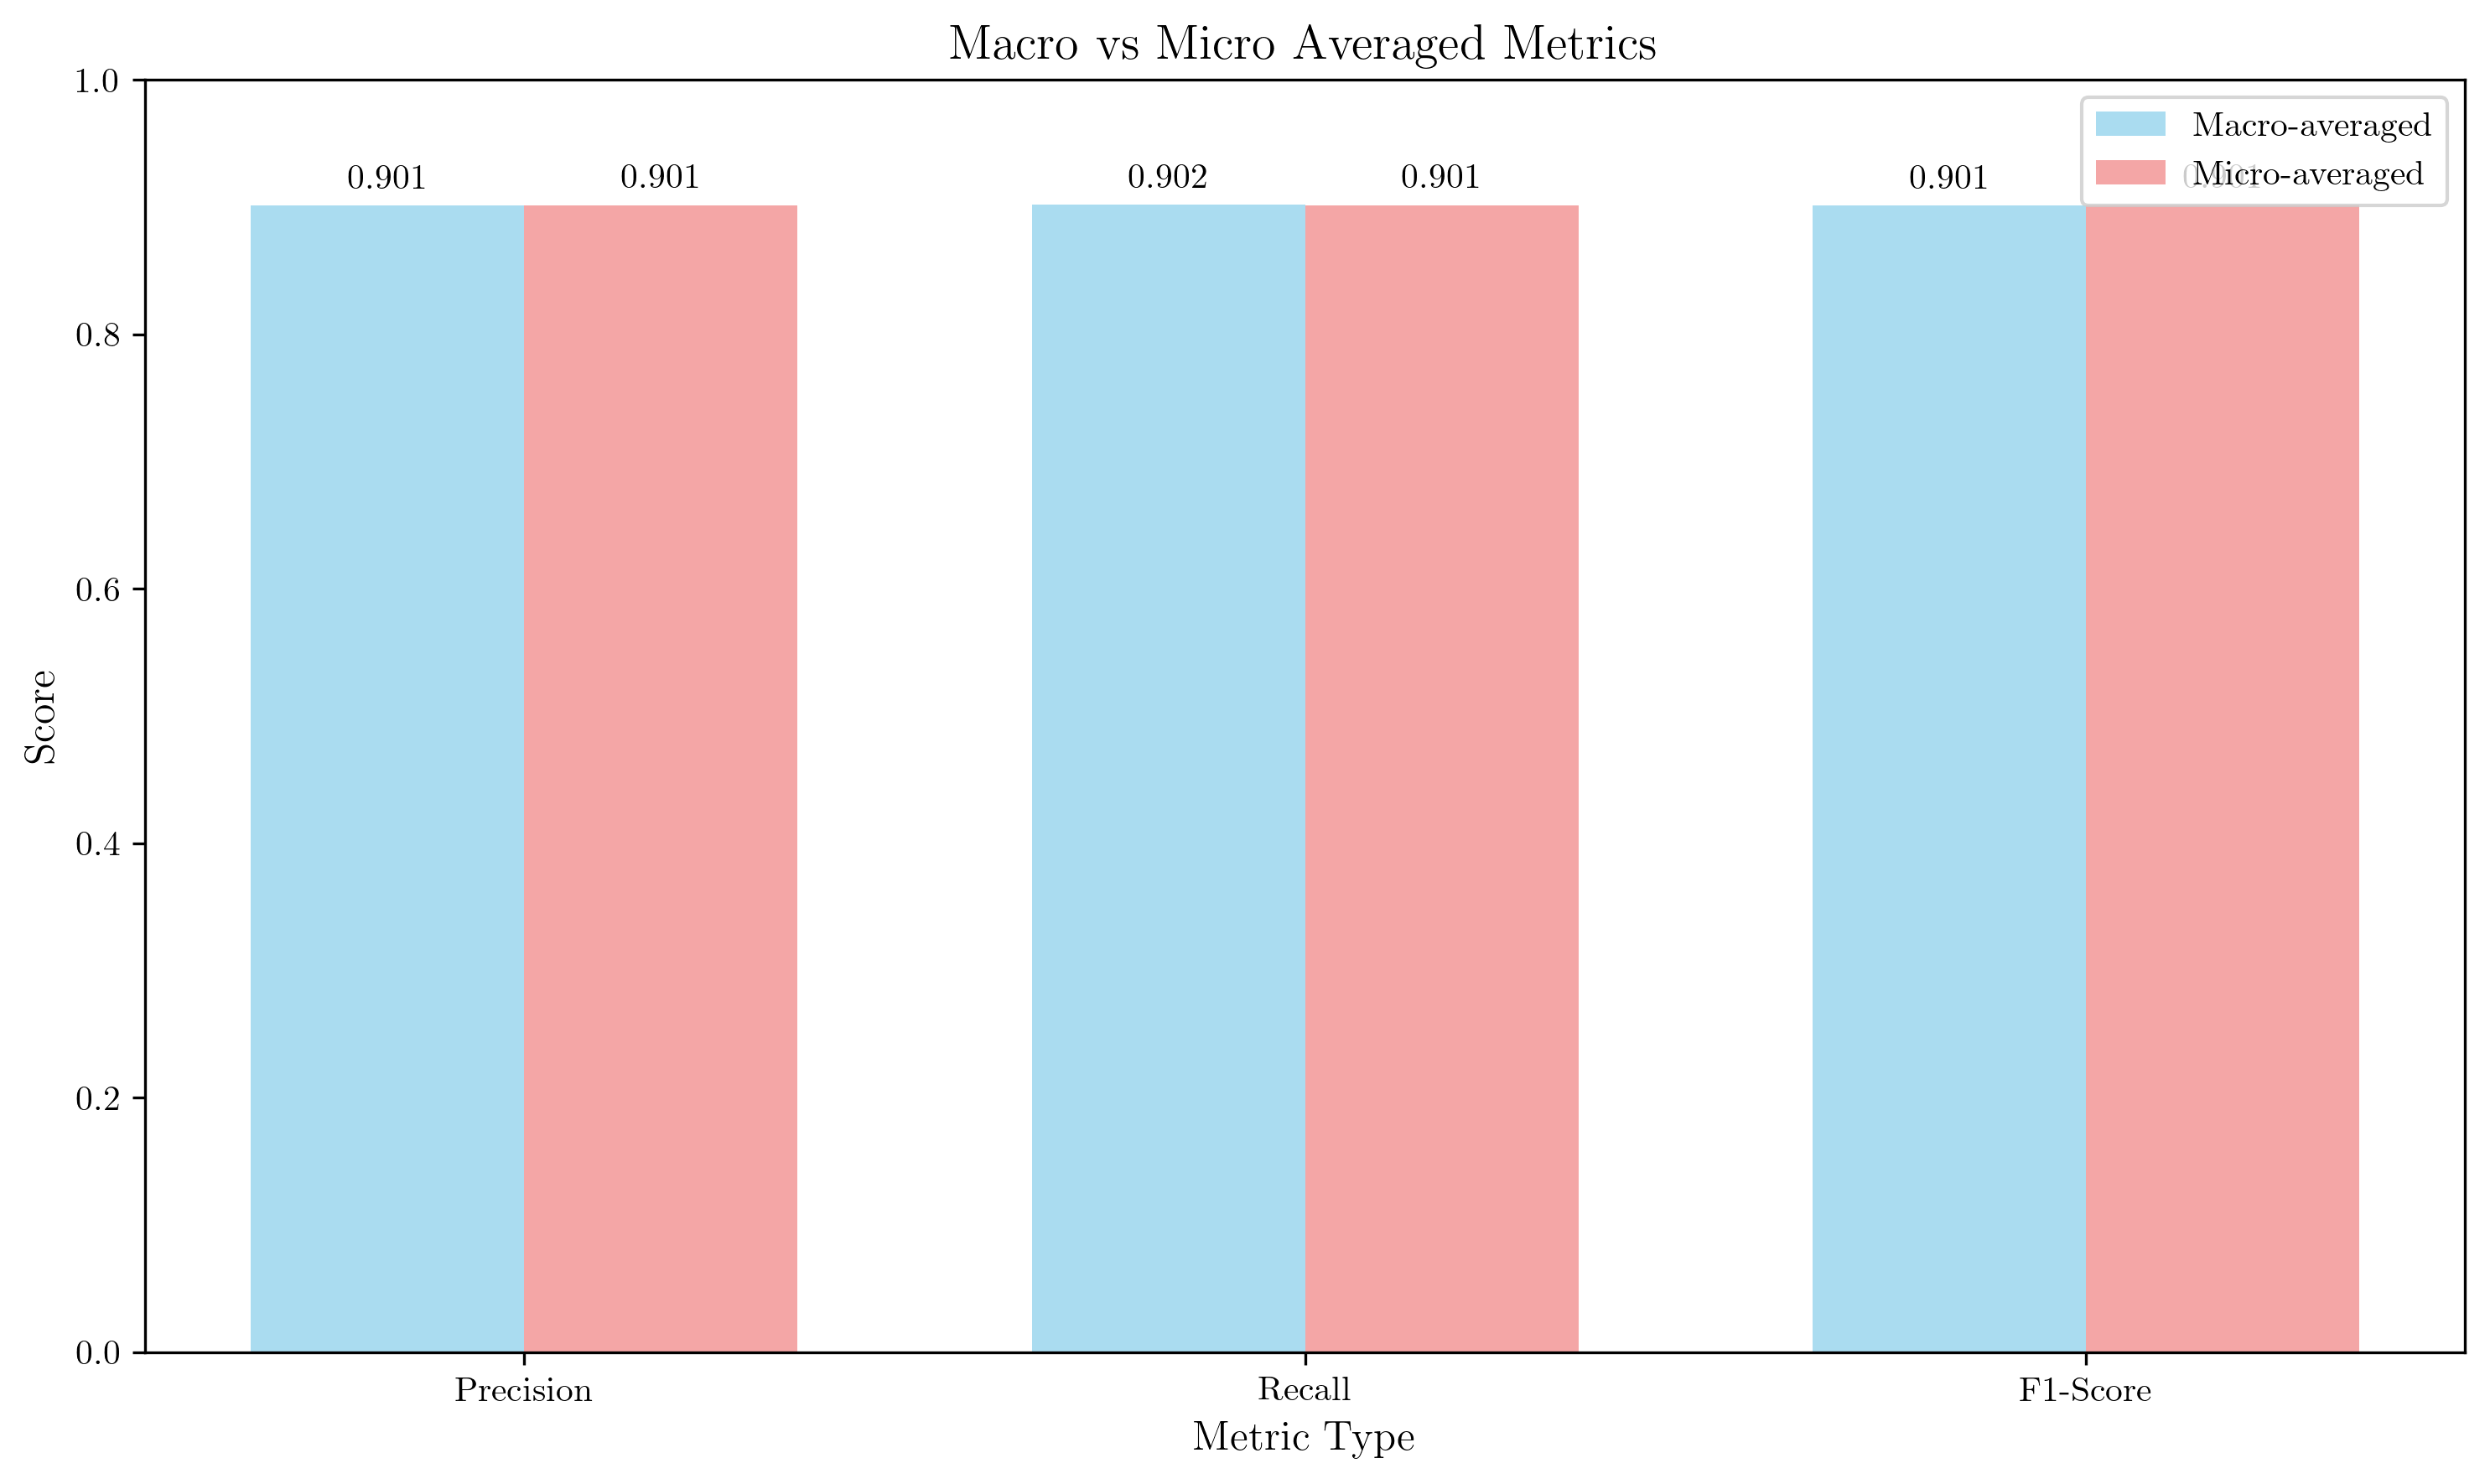 Macro vs Micro Averaged Metrics
1.0
0.8
0.6
0.4
0.2
0.0
Score
0.901
0.901
0.902
0.901
0.901
0.901
Macro-averaged
Micro-averaged
Precision
Recall
F1-Score
Metric Type